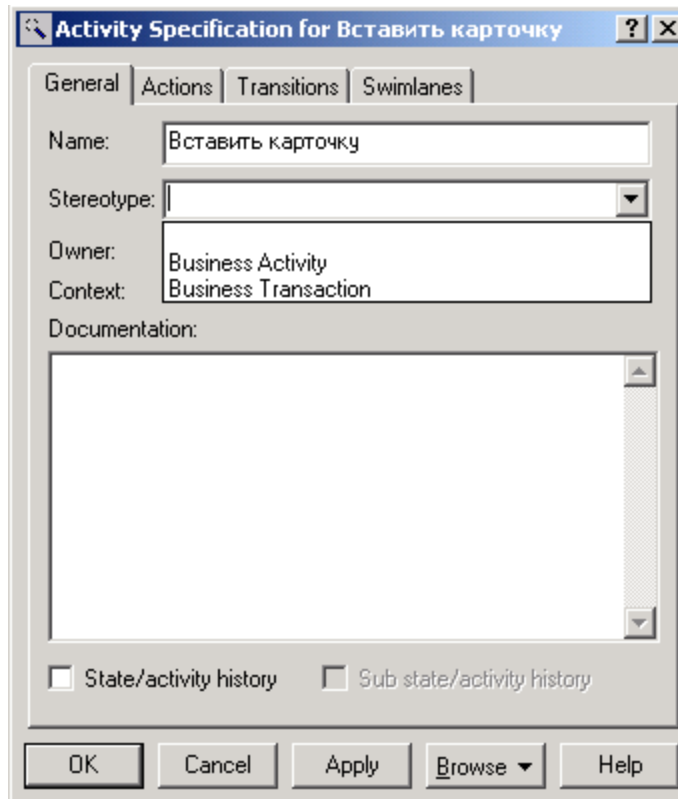 Activity Specification for Вставить карточку
General Actions Transitions Swimlanes
Name: Вставить карточку
Stereotype:
Owner:
Business Activity
Context:
Business Transaction
Documentation:
State/activity history Sub state/activity history
OK Cancel Apply Browse Help